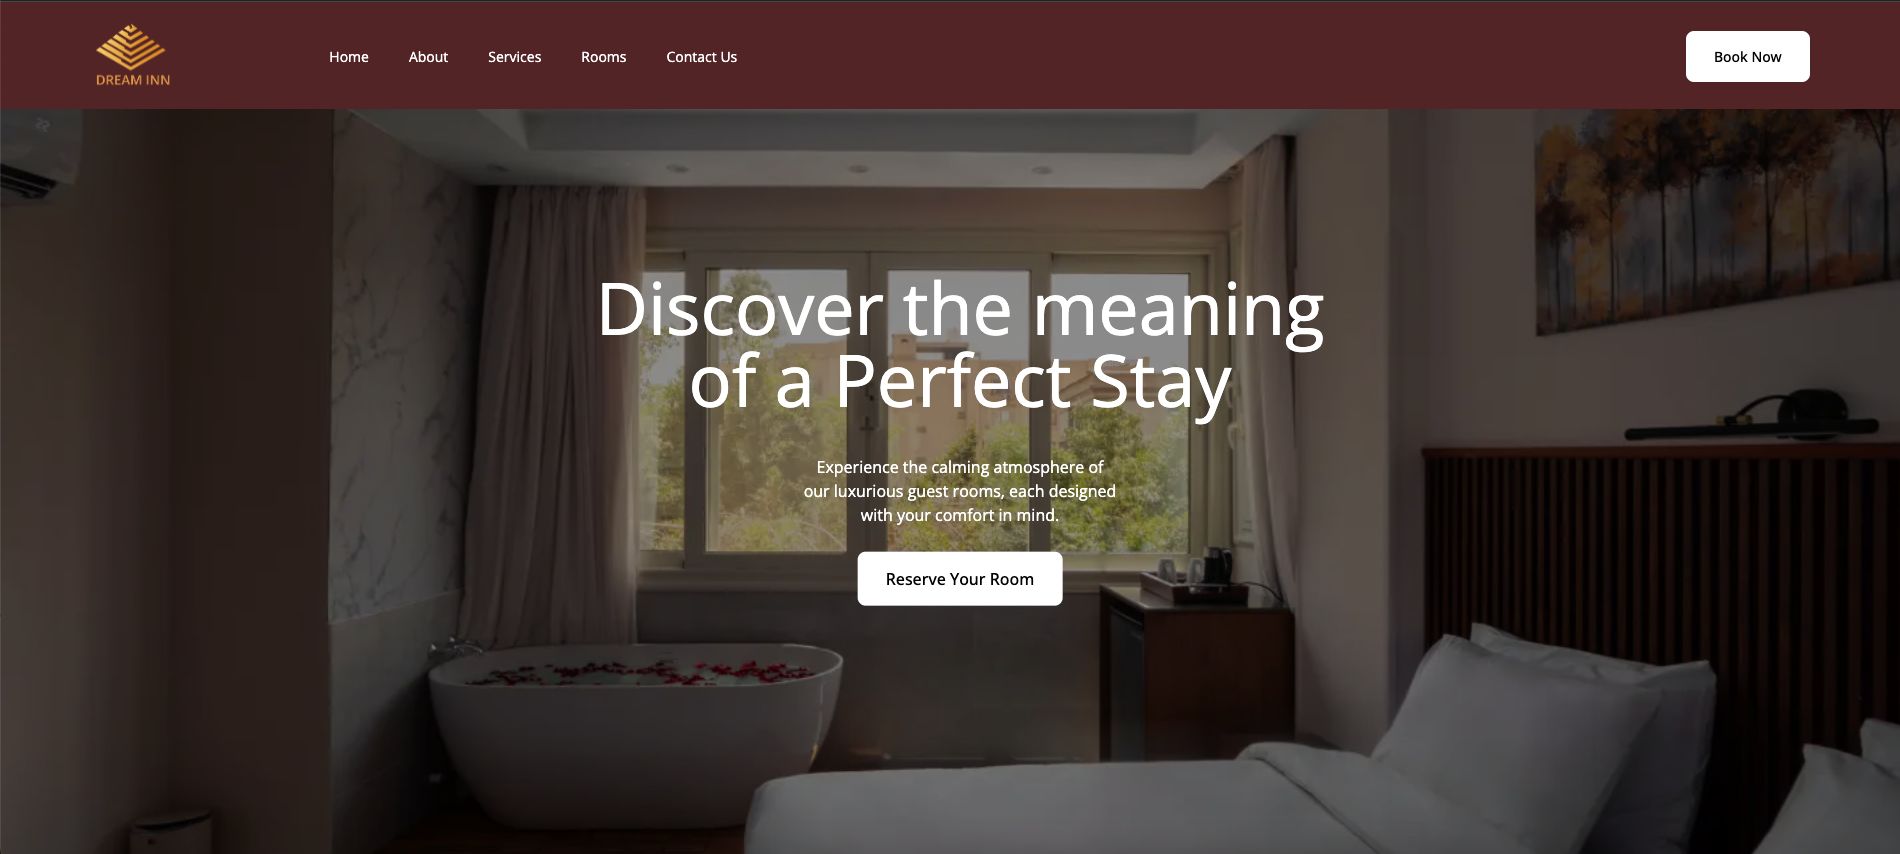 DREAM INN
Home
About
Services
Rooms
Contact Us
Book Now
Discover the meaning
of a Perfect Stay
Experience the calming atmosphere of
our luxurious guest rooms, each designed
with your comfort in mind.
Reserve Your Room